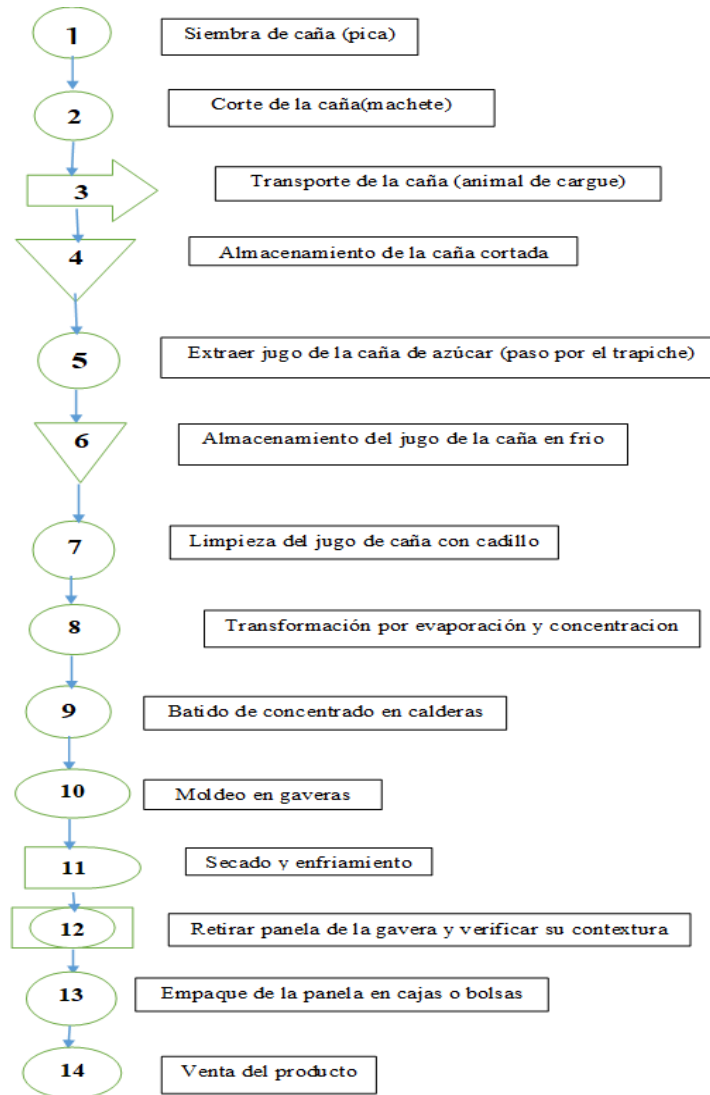 1 Siembra de caña (pica)
2 Corte de la caña(machete)
3 Transporte de la caña (animal de cargue)
4 Almacenamiento de la caña cortada
5 Extraer jugo de la caña de azúcar (paso por el trapiche)
6 Almacenamiento del jugo de la caña en frio
7 Limpieza del jugo de caña con cadillo
8 Transformación por evaporación y concentracion
9 Batido de concentrado en calderas
10 Moldeo en gaveras
11 Secado y enfriamiento
12 Retirar panela de la gavera y verificar su contextura
13 Empaque de la panela en cajas o bolsas
14 Venta del producto